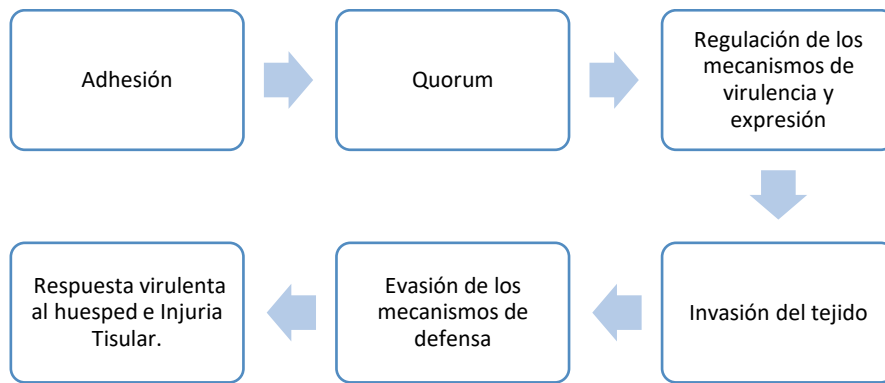 Adhesión
Quorum
Regulación de los
mecanismos de
virulencia y
expresión
Invasión del tejido
Evasión de los
mecanismos de
defensa
Respuesta virulenta
al huesped e Injuria
Tisular.